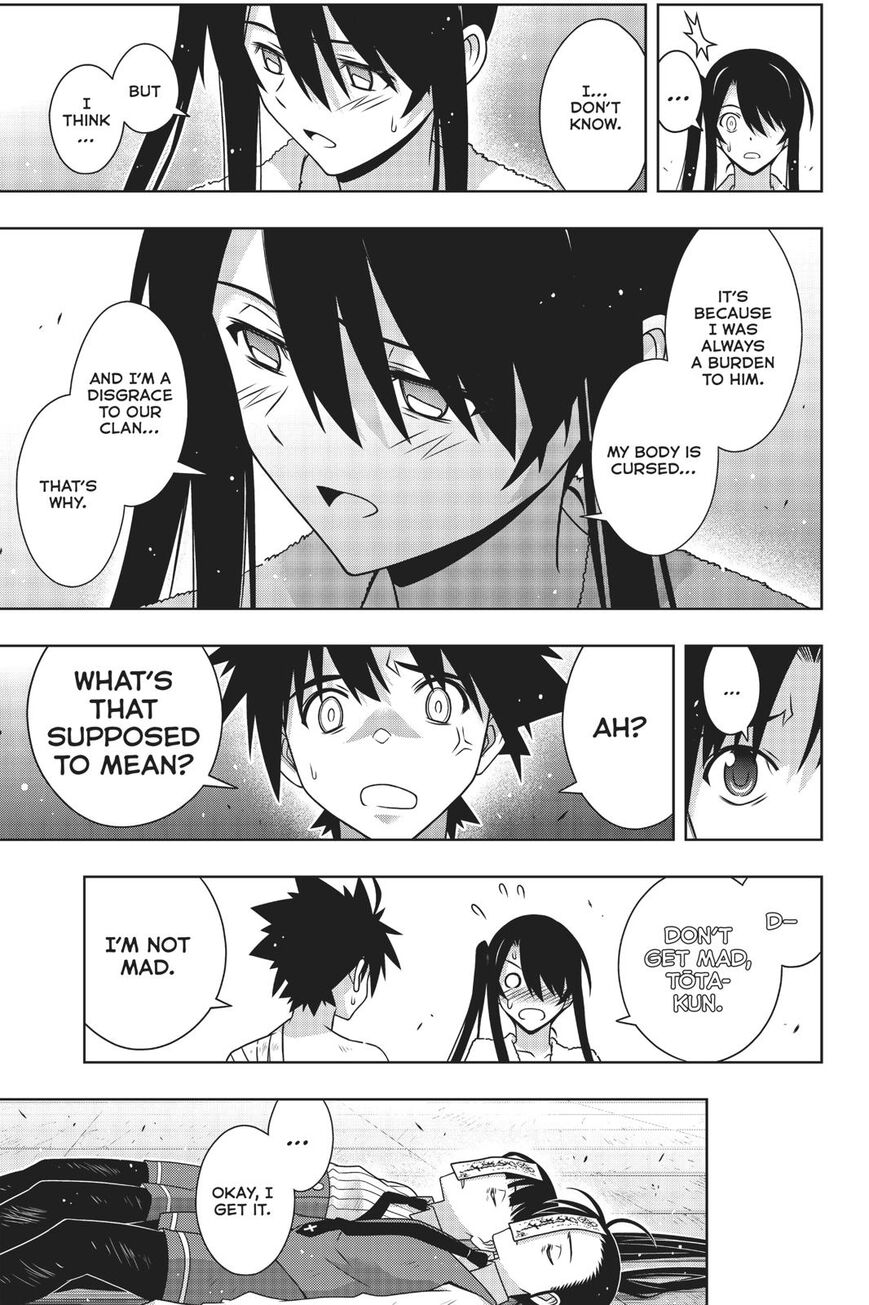 ...
I...
DON'T
KNOW.
BUT
I
THINK
...
IT'S
BECAUSE
I WAS
ALWAYS
A BURDEN
TO HIM.
MY BODY IS
CURSED...
AND I'M A
DISGRACE
TO OUR
CLAN...
THAT'S
WHY.
...
AH?
WHAT'S
THAT
SUPPOSED
TO MEAN?
D—
DON'T
GET MAD,
TŌTA-
KUN.
I'M NOT
MAD.
...
OKAY, I
GET IT.